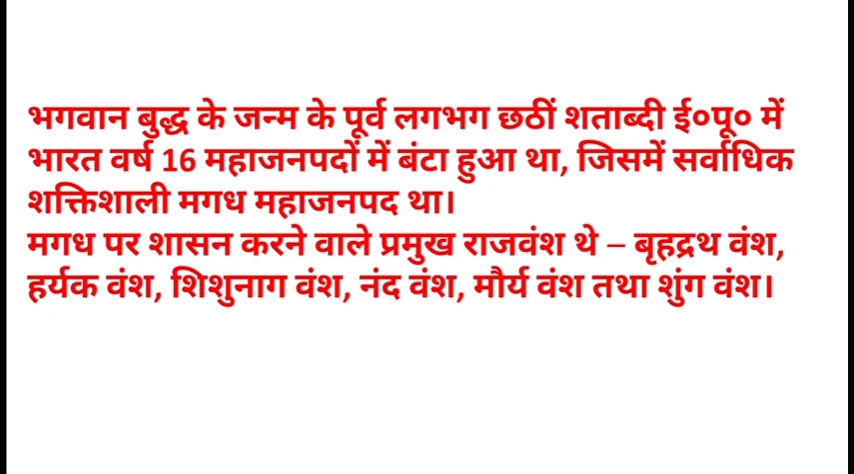 भगवान बुद्ध के जन्म के पूर्व लगभग छठीं शताब्दी ई०पू० में
भारत वर्ष 16 महाजनपदों में बंटा हुआ था, जिसमें सर्वाधिक
शक्तिशाली मगध महाजनपद था।
मगध पर शासन करने वाले प्रमुख राजवंश थे – बृहद्रथ वंश,
हर्यक वंश, शिशुनाग वंश, नंद वंश, मौर्य वंश तथा शुंग वंश।